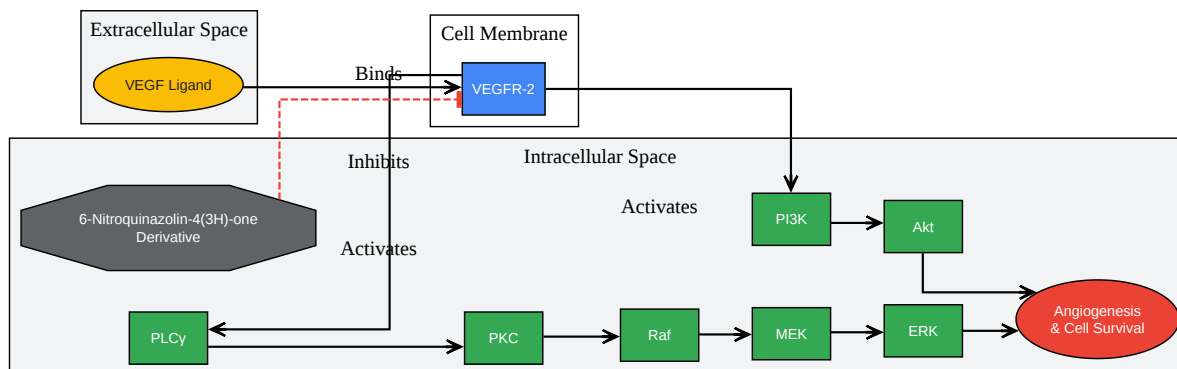 Extracellular Space
Cell Membrane
VEGF Ligand
Binds
VEGFR-2
Inhibits
Intracellular Space
6-Nitroquinazolin-4(3H)-one
Derivative
Activates
Activates
PI3K
Akt
PLCγ
PKC
Raf
MEK
ERK
Angiogenesis
& Cell Survival